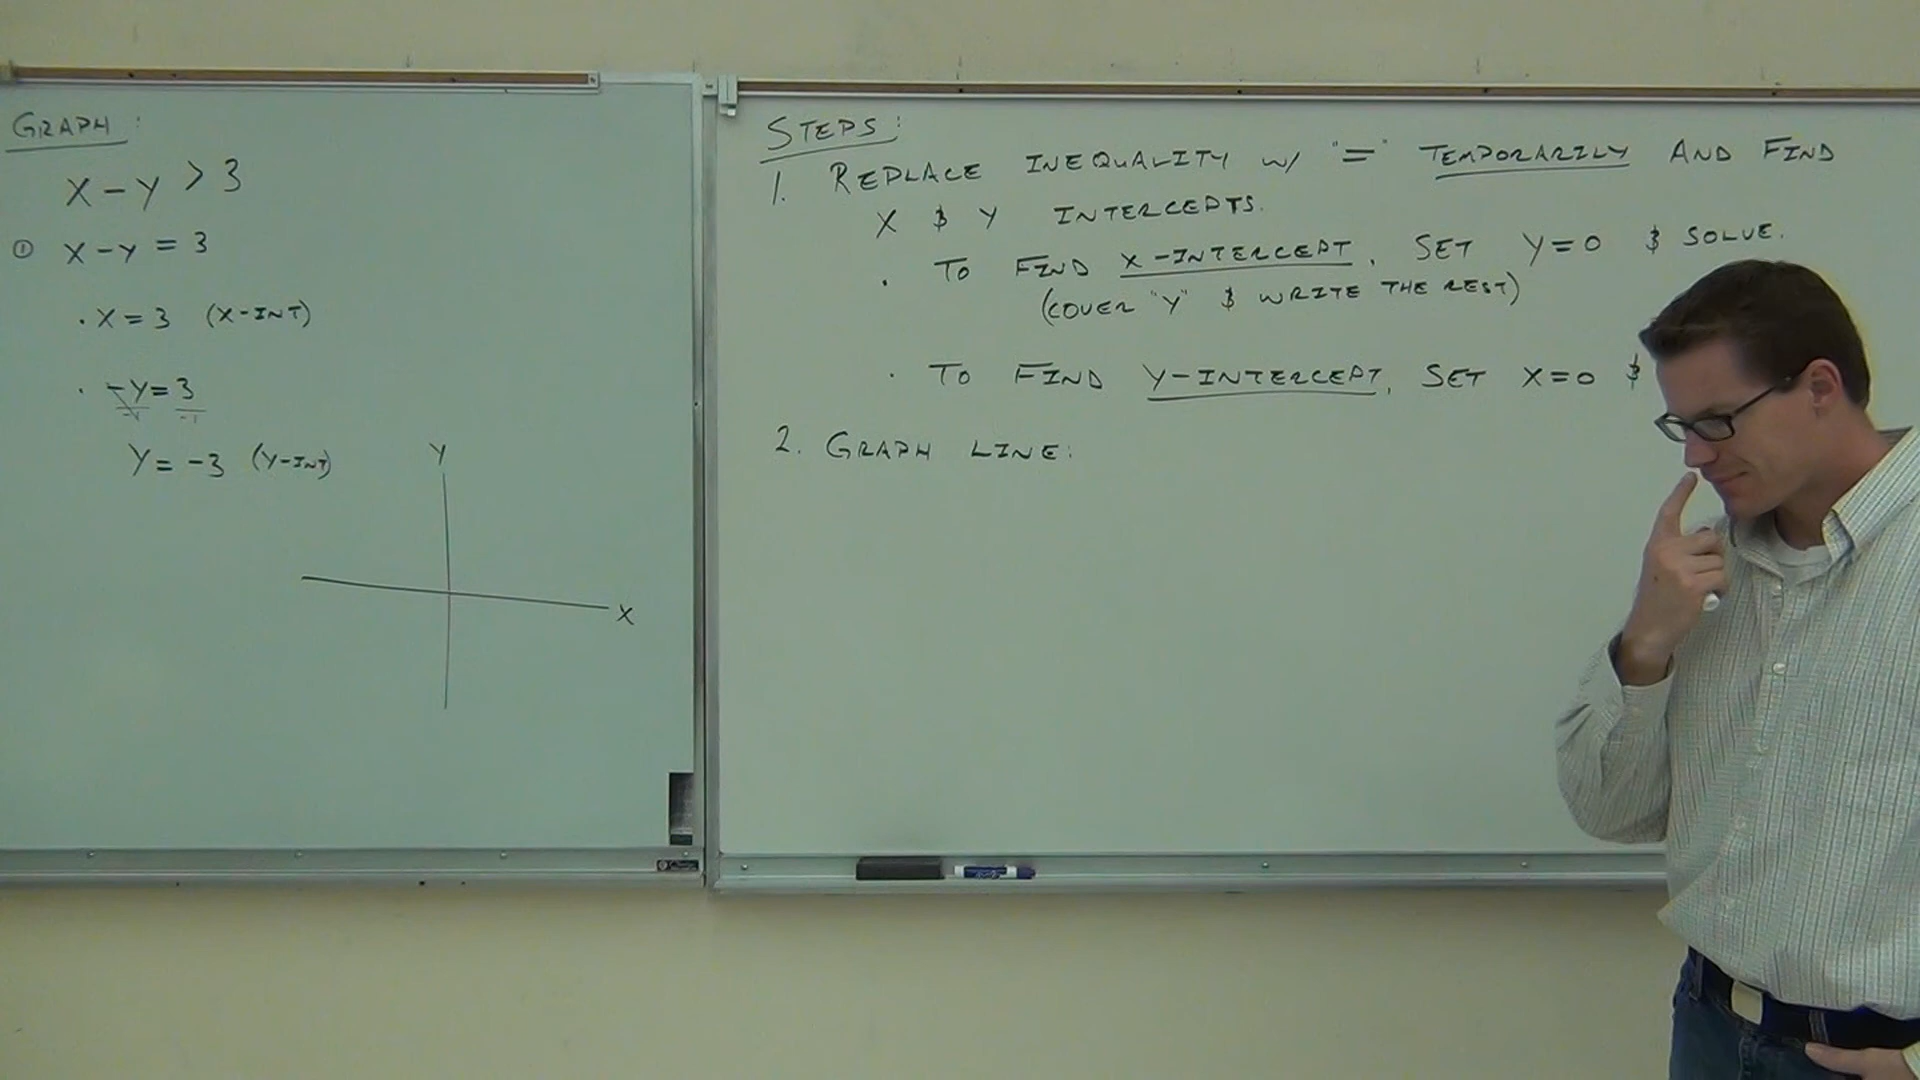 GRAPH:
X - Y > 3
① X - Y = 3
· X = 3 (X-INT)
· -Y = 3
-1 -1
Y = -3 (Y-INT)
Y
X
STEPS:
1. REPLACE INEQUALITY W/ "=" TEMPORARILY AND FIND
X & Y INTERCEPTS.
· TO FIND X-INTERCEPT, SET Y=0 & SOLVE.
(COVER "Y" & WRITE THE REST)
· TO FIND Y-INTERCEPT, SET X=0 &
2. GRAPH LINE: